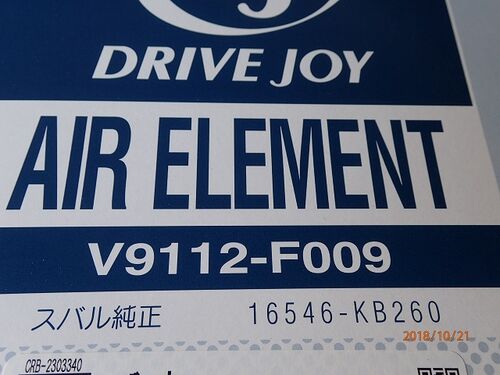 DRIVE JOY
AIR ELEMENT
V9112-F009
スバル純正 16546-KB260
2018/10/21
CRB-2303340